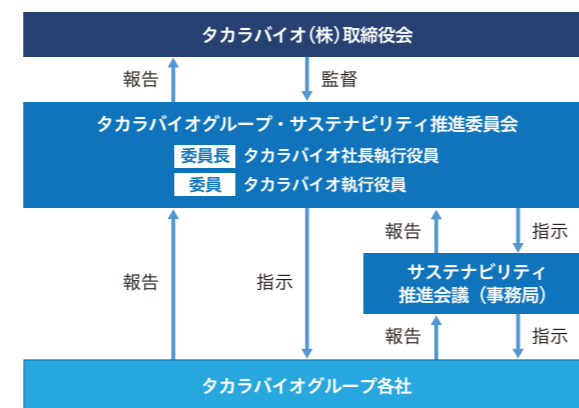 タカラバイオ(株)取締役会
報告
監督
タカラバイオグループ・サステナビリティ推進委員会
委員長 タカラバイオ社長執行役員
委員 タカラバイオ執行役員
報告
指示
報告
指示
サステナビリティ
推進会議（事務局）
報告
指示
タカラバイオグループ各社